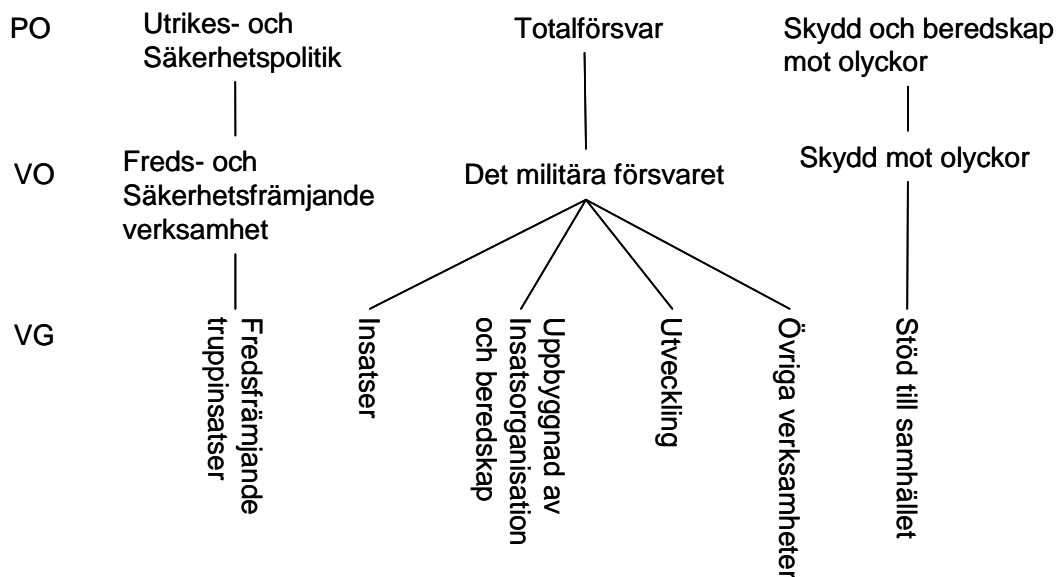 PO
Utrikes- och
Säkerhetspolitik
Totalförsvar
Skydd och beredskap
mot olyckor
VO
Freds- och
Säkerhetsfrämjande
verksamhet
Det militära försvaret
Skydd mot olyckor
VG
Fredsfrämjande
truppinsatser
Insatser
Uppbyggnad av
Insatsorganisation
och beredskap
Utveckling
Övriga verksamheter
Stöd till samhället